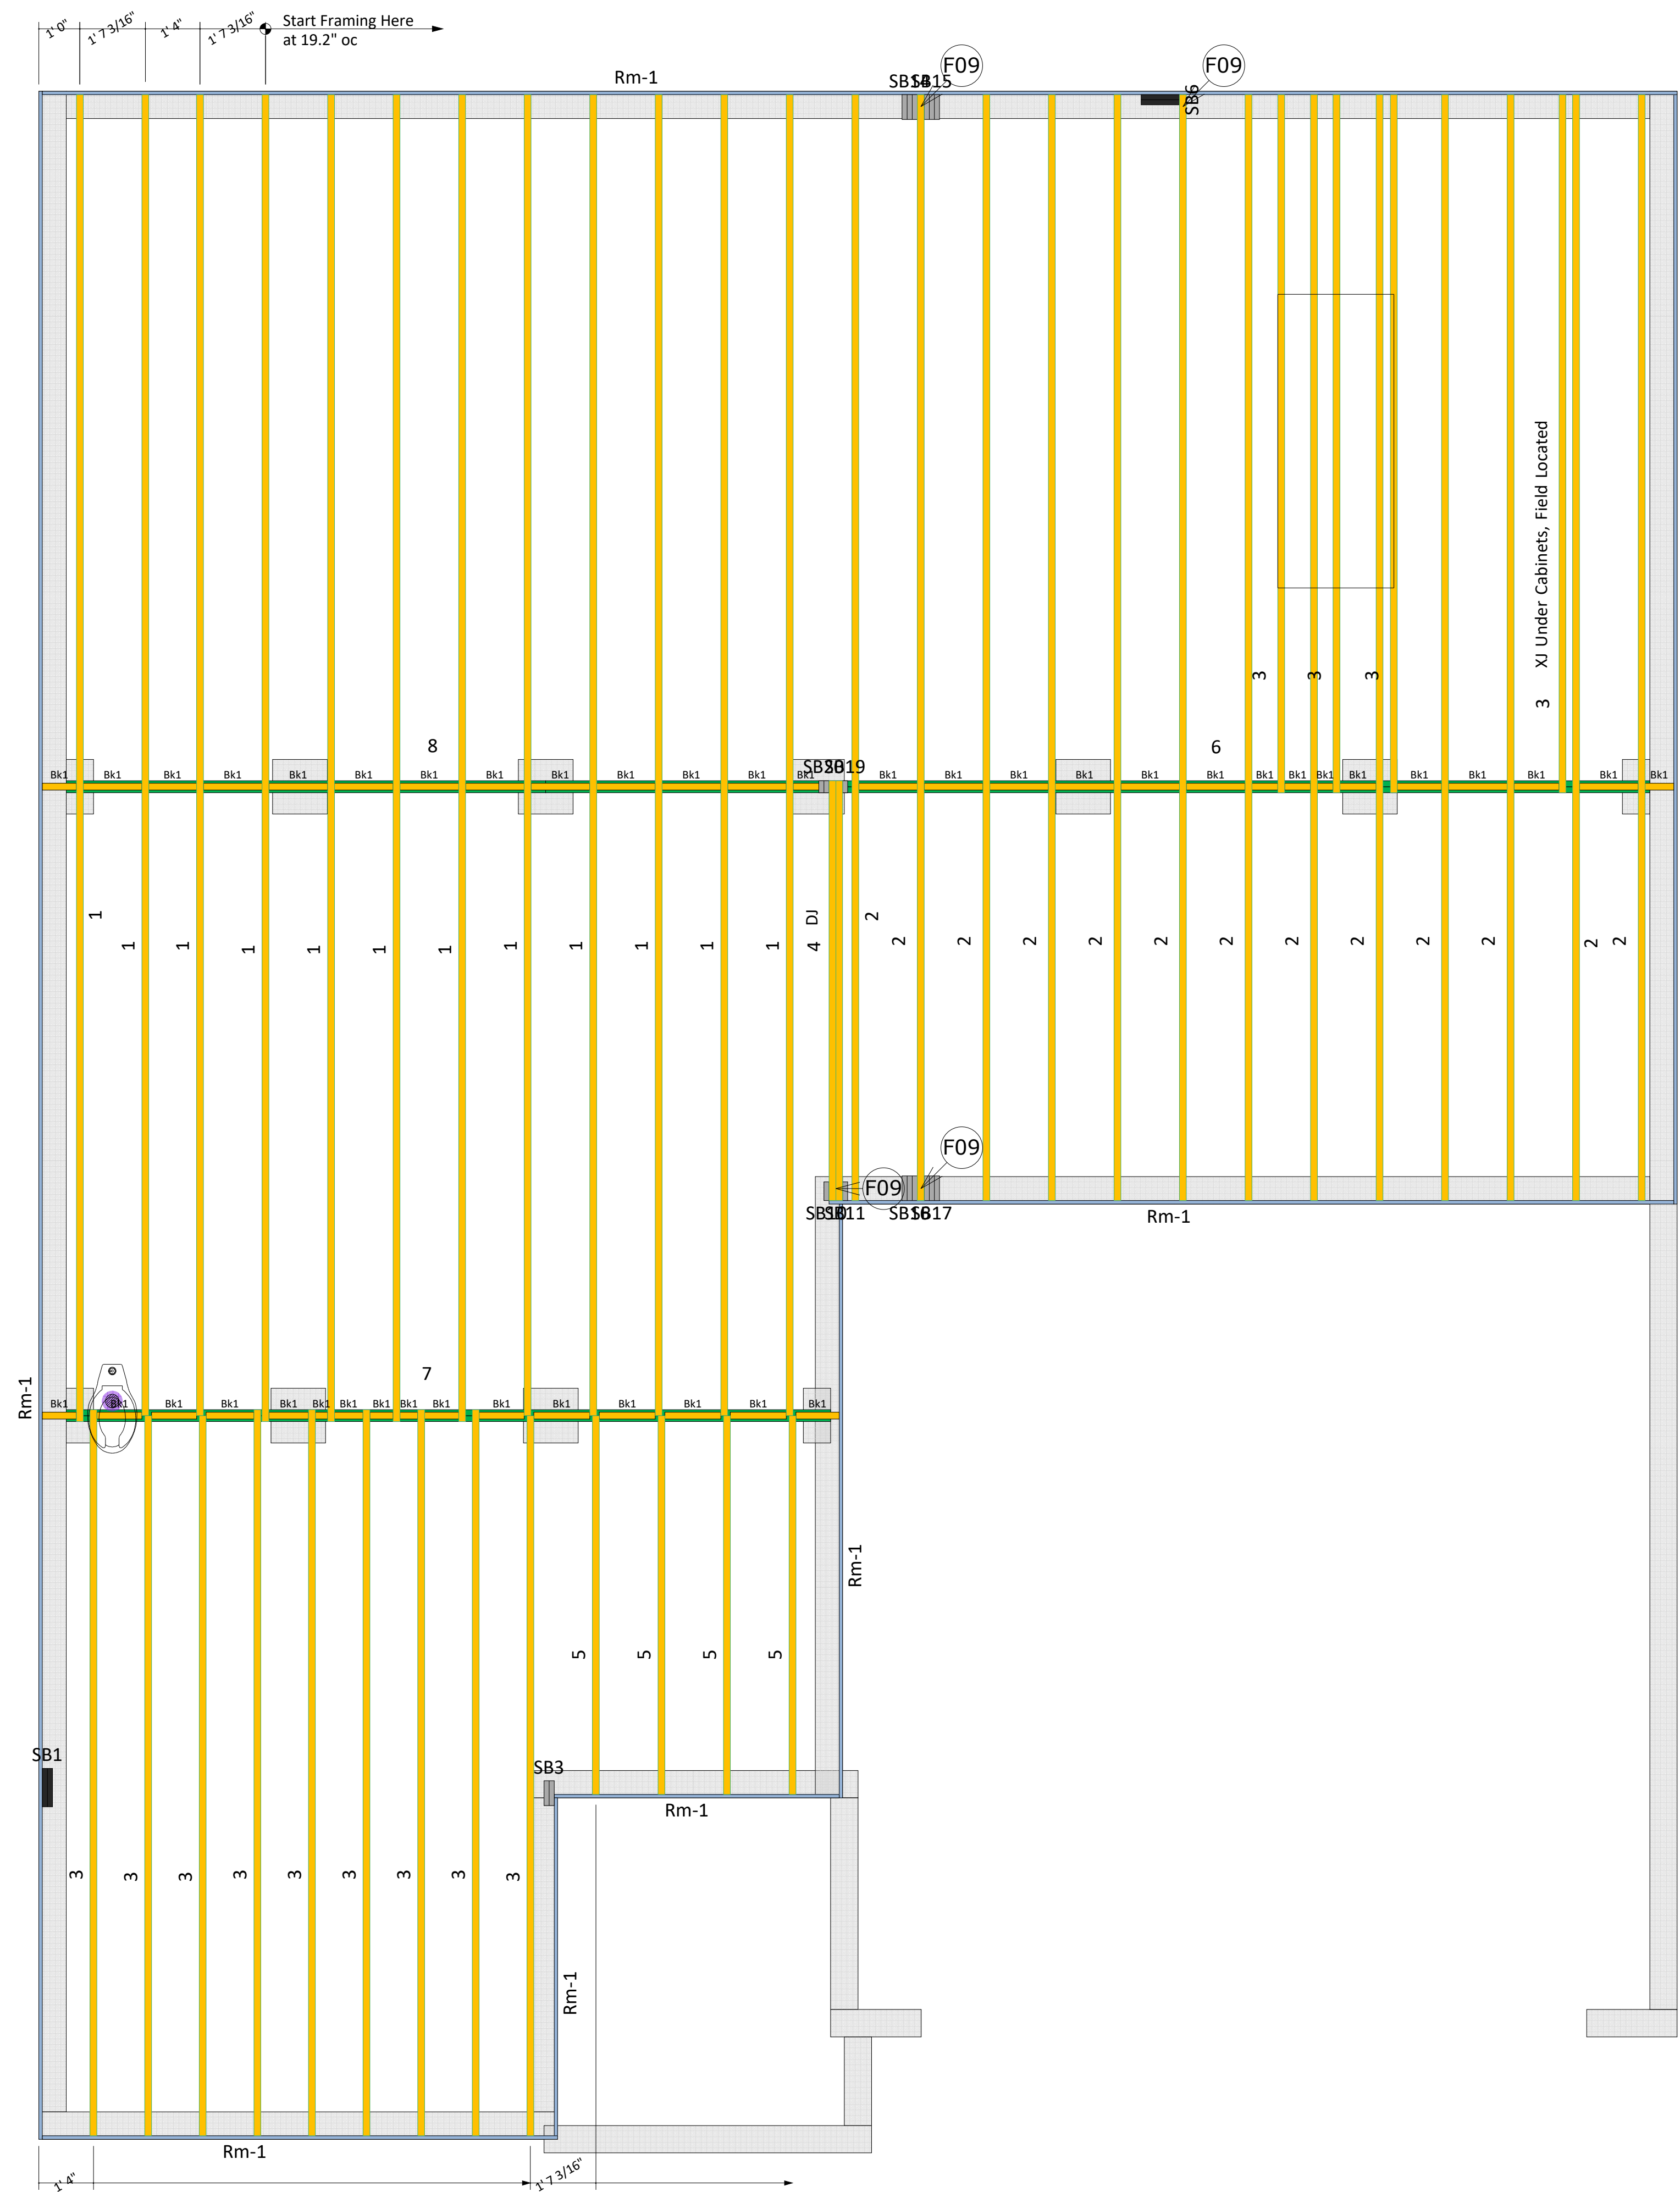 1' 0"
1' 7 3/16"
1' 4"
1' 7 3/16"
Start Framing Here
at 19.2" oc
Rm-1
SB15
F09
F09
SB6
XJ Under Cabinets, Field Located
3
3
3
3
8
6
Bk1 Bk1 Bk1 Bk1 Bk1 Bk1 Bk1 Bk1 Bk1 Bk1 Bk1 Bk1 Bk1 SB19 Bk1 Bk1 Bk1 Bk1 Bk1 Bk1 Bk1 Bk1 Bk1 Bk1 Bk1 Bk1 Bk1 Bk1 Bk1
1 1 1 1 1 1 1 1 1 1 1 1
4 DJ
2 2 2 2 2 2 2 2 2 2 2 2 2
F09
F09
SB11
SB17
Rm-1
7
Rm-1
Bk1 Bk1 Bk1 Bk1 Bk1 Bk1 Bk1 Bk1 Bk1 Bk1 Bk1 Bk1 Bk1 Bk1 Bk1 Bk1
Rm-1
5 5 5 5
SB1
SB3
Rm-1
3 3 3 3 3 3 3 3 3
Rm-1
Rm-1
1' 4"
1' 7 3/16"